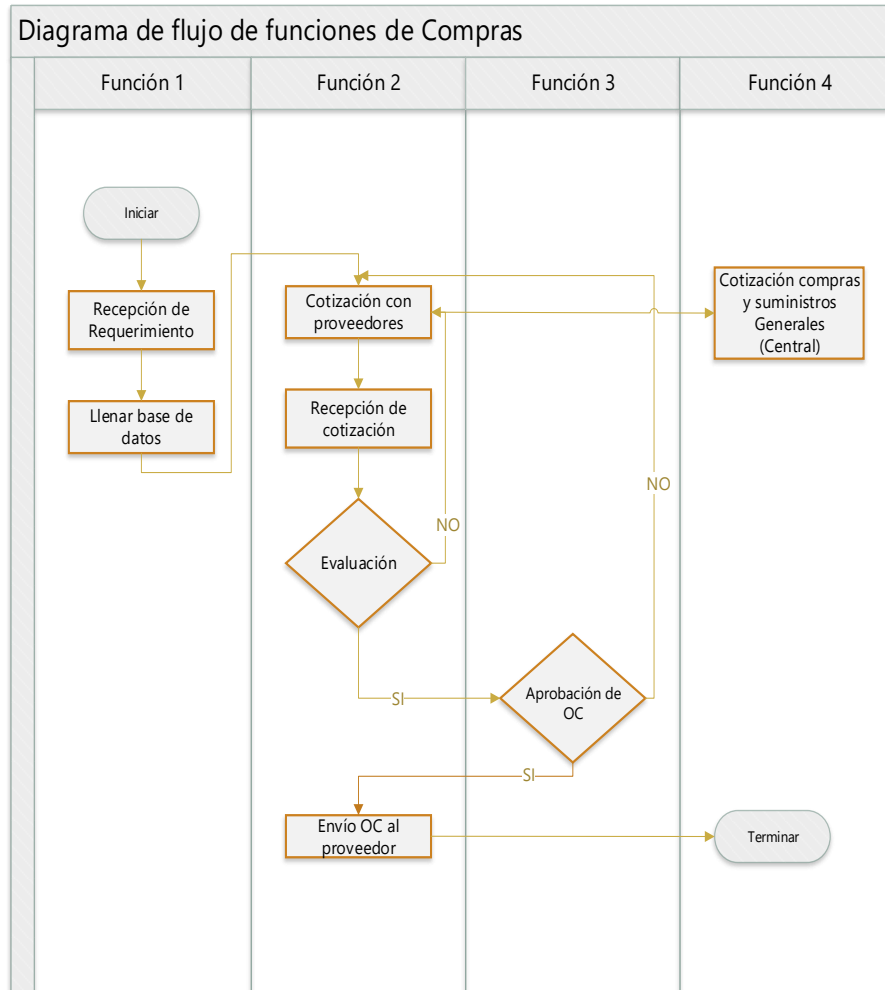 Diagrama de flujo de funciones de Compras
Función 1
Función 2
Función 3
Función 4
Iniciar
Recepción de
Requerimiento
Llenar base de
datos
Cotización con
proveedores
Recepción de
cotización
Evaluación
NO
SI
Aprobación de
OC
NO
SI
Envío OC al
proveedor
Cotización compras
y suministros
Generales
(Central)
Terminar